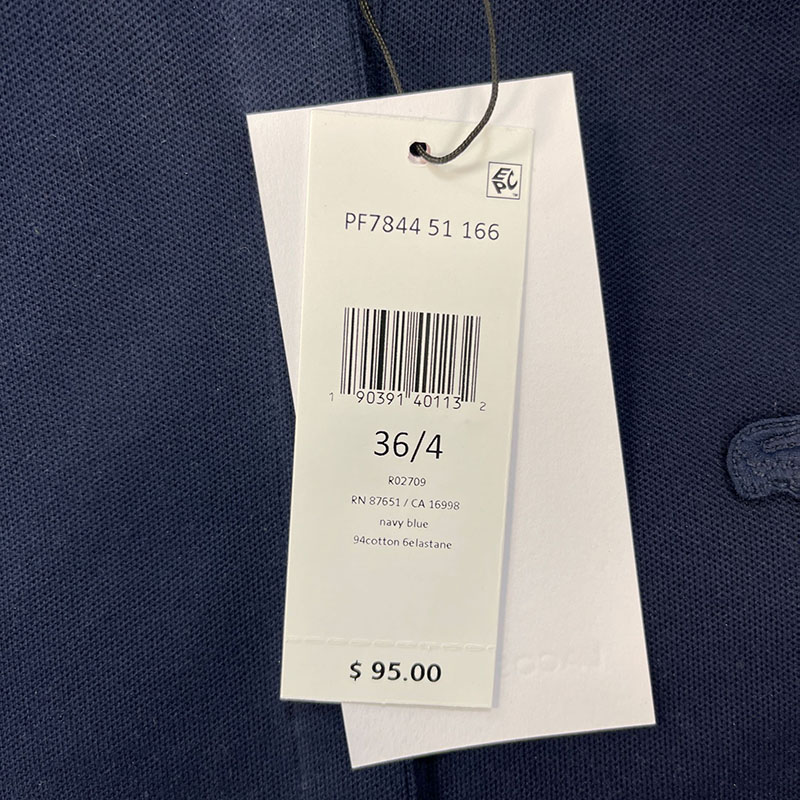 EPC
PF7844 51 166
1 90391 40113 2
36/4
R02709
RN 87651 / CA 16998
navy blue
94cotton 6elastane
$ 95.00